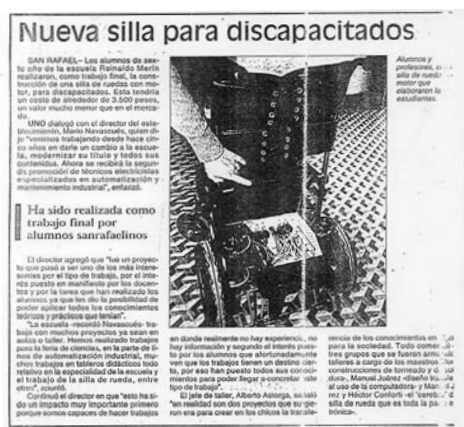 Nueva silla para discapacitados
SAN RAFAEL– Los alumnos de sex-
to año de la escuela Reinaldo Merín
realizaron, como trabajo final, la cons-
trucción de una silla de ruedas con mo-
tor, para discapacitados. Esta tendría
un costo de alrededor de 3.500 pesos,
un valor mucho menor que en el merca-
do.
UNO dialogó con el director del esta-
blecimiento, Mario Navascués, quien di-
jo "venimos trabajando desde hace cin-
co años en darle un cambio a la escue-
la, modernizar su título y todos sus
contenidos. Ahora se recibirá la segun-
da promoción de técnicos electricistas
especializados en automatización y
mantenimiento industrial", enfatizó.
Ha sido realizada como
trabajo final por
alumnos sanrafaelinos
El director agregó que "fue un proyec-
to que pasó a ser uno de los más intere-
santes por el tipo de trabajo, por el inte-
rés puesto en manifiesto por los docen-
tes y por la tarea que han realizado los
alumnos ya que les dio la posibilidad de
poder aplicar todos los conocimientos
teóricos y prácticos que tenían".
"La escuela –recordó Navascués– tra-
baja con muchos proyectos ya sean en
aulas o taller. Hemos realizado trabajos
para la feria de ciencias, en la parte de fi-
nes de automatización industrial, mu-
chos trabajos en tableros didácticos todo
relativo en la especialidad de la escuela y
el trabajo de la silla de rueda, entre
otros", acotó.
Continuó el director en que "esto ha si-
do un impacto muy importante primero
porque somos capaces de hacer trabajos
en donde realmente no hay experiencia, no
hay información y segundo el interés pues-
to por los alumnos que afortunadamente
ven que los trabajos tienen un destino cier-
to, por eso han puesto todos sus conoci-
mientos para poder llegar a concretar este
tipo de trabajo".
El jefe de taller, Alberto Astorga, señaló
"en realidad son dos proyectos que su
ron para crear en los chicos la transfe-
rencia de los conocimientos en
para la sociedad. Todo
tres grupos que se fueron
talleres a cargo de los maestros
construcciones de torneado y
dura-, Manuel Juárez -diseño
al uso de la computadora- y
rez y Héctor Conforti -el "cerebro"
silla de rueda que es toda la
trónica-.
Alumnos y
profesores,
silla de rueda
motor que
elaboraron
estudiantes.